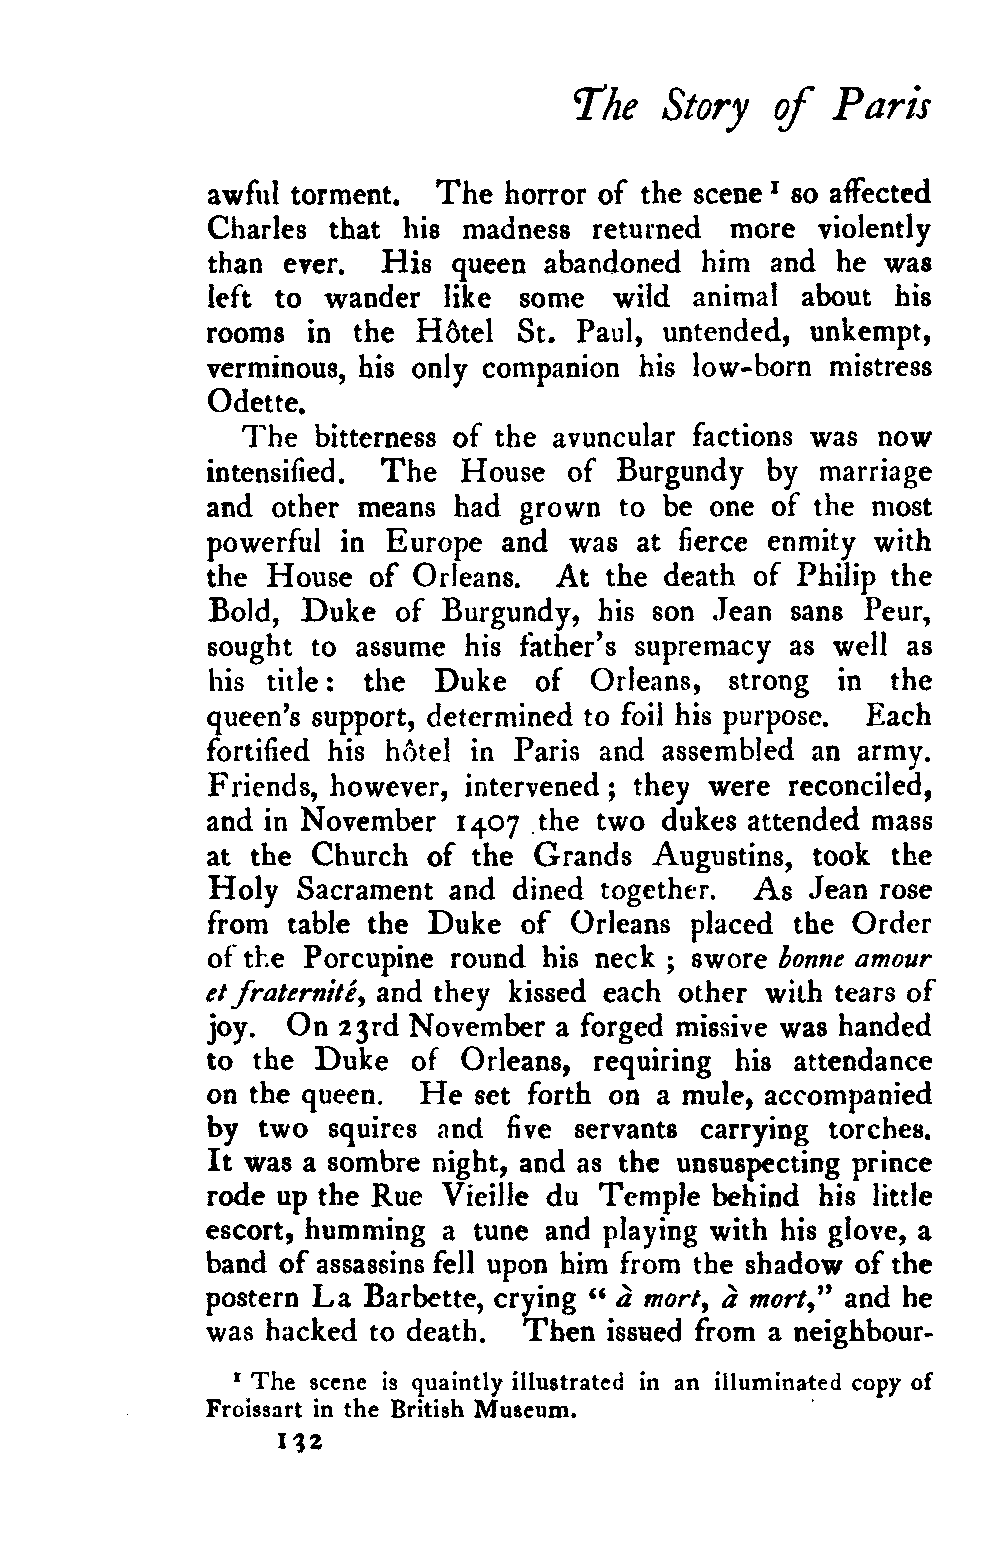 The Story of Paris
awful torment. The horror of the scene¹ so affected
Charles that his madness returned more violently
than ever. His queen abandoned him and he was
left to wander like some wild animal about his
rooms in the Hôtel St. Paul, untended, unkempt,
verminous, his only companion his low-born mistress
Odette.
The bitterness of the avuncular factions was now
intensified. The House of Burgundy by marriage
and other means had grown to be one of the most
powerful in Europe and was at fierce enmity with
the House of Orleans. At the death of Philip the
Bold, Duke of Burgundy, his son Jean sans Peur,
sought to assume his father's supremacy as well as
his title: the Duke of Orleans, strong in the
queen's support, determined to foil his purpose. Each
fortified his hôtel in Paris and assembled an army.
Friends, however, intervened; they were reconciled,
and in November 1407 the two dukes attended mass
at the Church of the Grands Augustins, took the
Holy Sacrament and dined together. As Jean rose
from table the Duke of Orleans placed the Order
of the Porcupine round his neck; swore bonne amour
et fraternité, and they kissed each other with tears of
joy. On 23rd November a forged missive was handed
to the Duke of Orleans, requiring his attendance
on the queen. He set forth on a mule, accompanied
by two squires and five servants carrying torches.
It was a sombre night, and as the unsuspecting prince
rode up the Rue Vieille du Temple behind his little
escort, humming a tune and playing with his glove, a
band of assassins fell upon him from the shadow of the
postern La Barbette, crying "à mort, à mort," and he
was hacked to death. Then issued from a neighbour-
¹ The scene is quaintly illustrated in an illuminated copy of
Froissart in the British Museum.
132